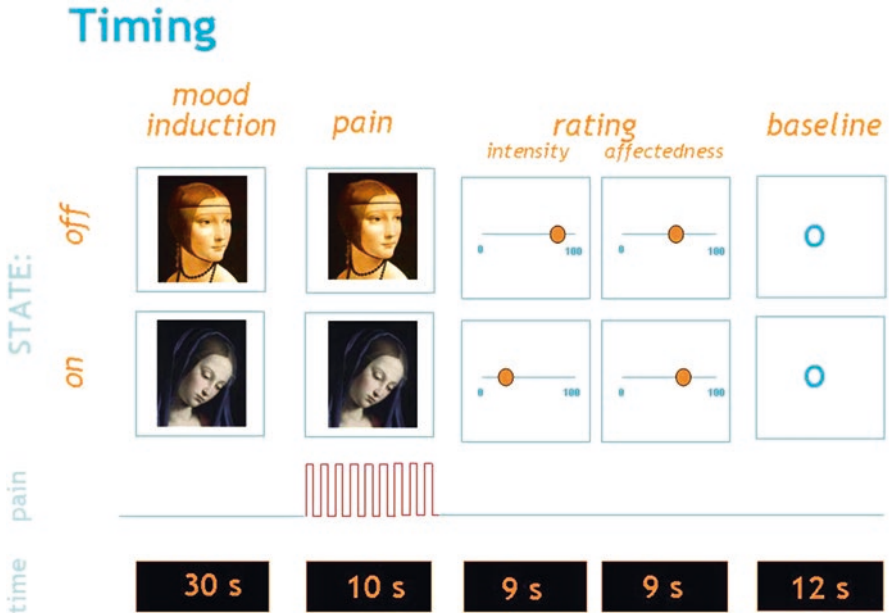 Timing
mood
induction
pain
rating
intensity
affectedness
baseline
STATE:
off
0
100
0
100
O
on
0
100
0
100
O
pain
time
30 s
10 s
9 s
9 s
12 s